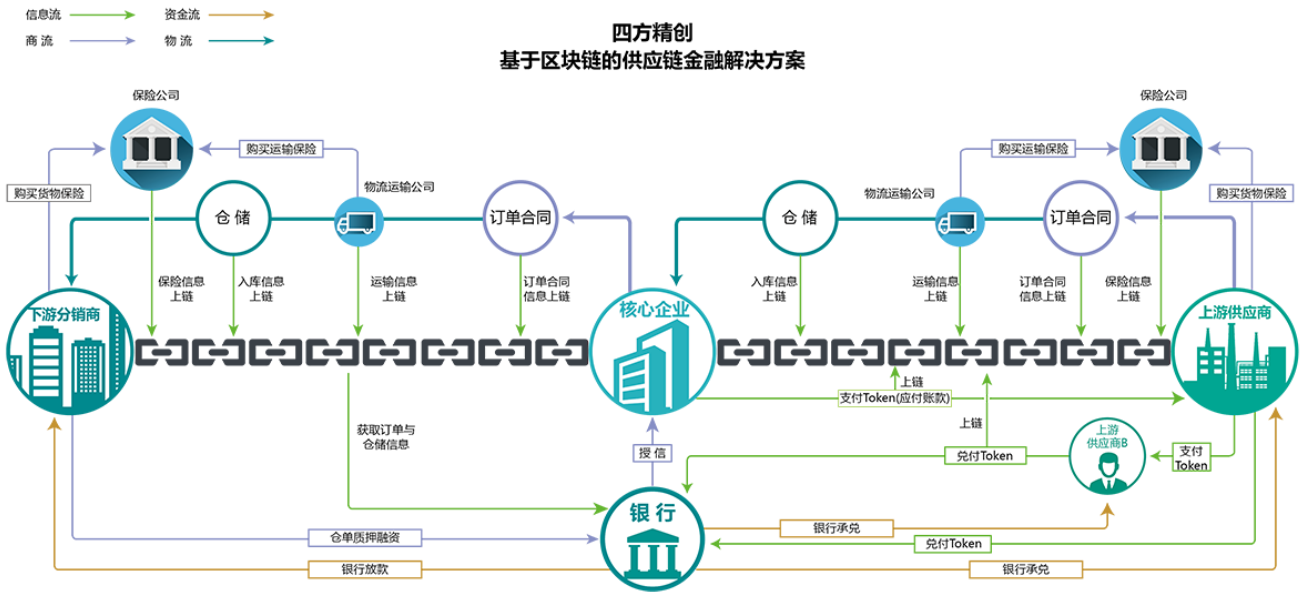 信息流
资金流
商 流
物 流
四方精创
基于区块链的供应链金融解决方案
保险公司
保险公司
购买运输保险
购买运输保险
购买货物保险
物流运输公司
物流运输公司
购买货物保险
仓 储
订单合同
仓 储
订单合同
保险信息
上链
入库信息
上链
运输信息
上链
订单合同
信息上链
入库信息
上链
运输信息
上链
订单合同
信息上链
保险信息
上链
下游分销商
核心企业
上游供应商
上链
支付Token(应付账款)
上链
获取订单与
仓储信息
授 信
兑付Token
上游
供应商B
支付
Token
银 行
银行承兑
仓单质押融资
兑付Token
银行放款
银行承兑